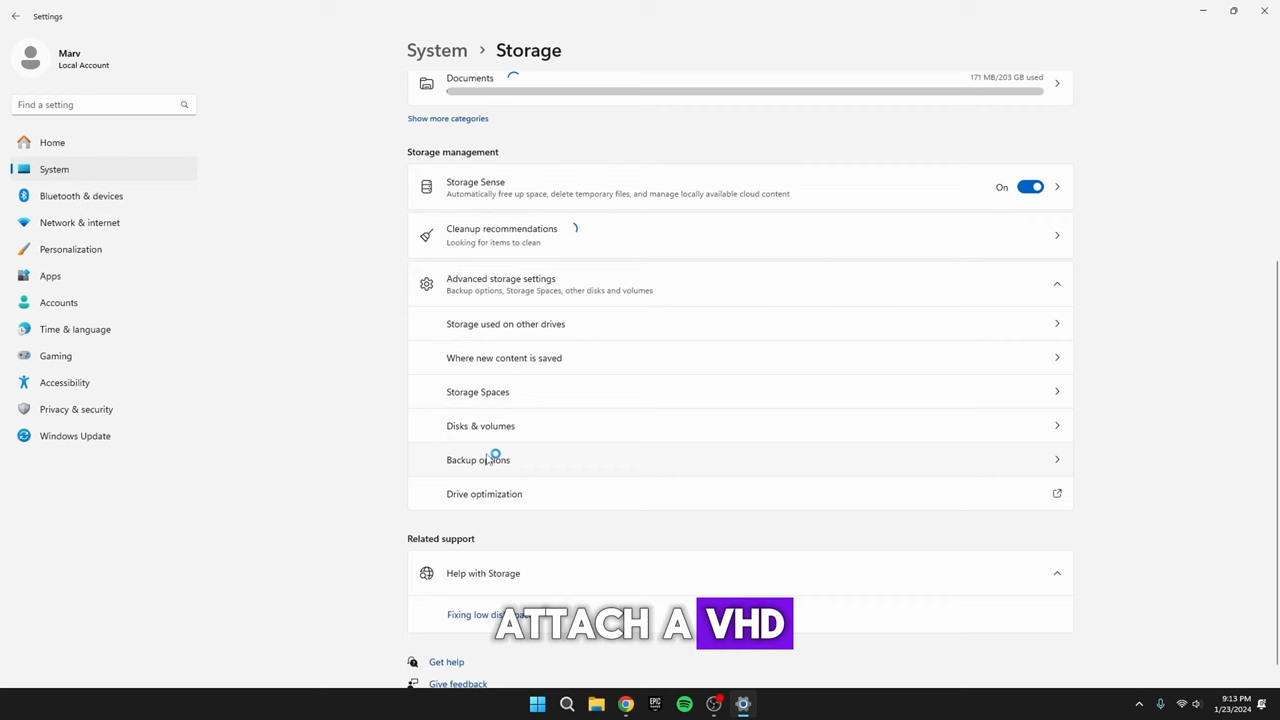 Settings
Marv
Local Account
Find a setting
Home
System
Bluetooth & devices
Network & internet
Personalization
Apps
Accounts
Time & language
Gaming
Accessibility
Privacy & security
Windows Update
System > Storage
Documents
171 MB/203 GB used
Show more categories
Storage management
Storage Sense
Automatically free up space, delete temporary files, and manage locally available cloud content
On
Cleanup recommendations
Looking for items to clean
Advanced storage settings
Backup options, Storage Spaces, other disks and volumes
Storage used on other drives
Where new content is saved
Storage Spaces
Disks & volumes
Backup options
Drive optimization
Related support
Help with Storage
Fixing low
ATTACH A VHD
Get help
Give feedback
EPIC
9:13 PM
1/23/2024